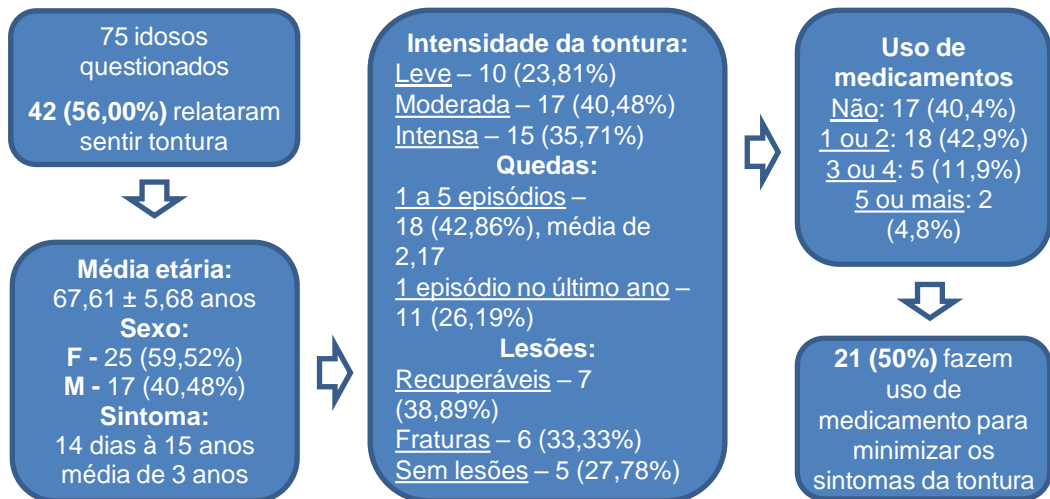 75 idosos
questionados
42 (56,00%) relataram
sentir tontura
Média etária:
67,61 ± 5,68 anos
Sexo:
F - 25 (59,52%)
M - 17 (40,48%)
Sintoma:
14 dias à 15 anos
média de 3 anos
Intensidade da tontura:
Leve – 10 (23,81%)
Moderada – 17 (40,48%)
Intensa – 15 (35,71%)
Quedas:
1 a 5 episódios –
18 (42,86%), média de
2,17
1 episódio no último ano –
11 (26,19%)
Lesões:
Recuperáveis – 7
(38,89%)
Fraturas – 6 (33,33%)
Sem lesões – 5 (27,78%)
Uso de
medicamentos
Não: 17 (40,4%)
1 ou 2: 18 (42,9%)
3 ou 4: 5 (11,9%)
5 ou mais: 2
(4,8%)
21 (50%) fazem
uso de
medicamento para
minimizar os
sintomas da tontura